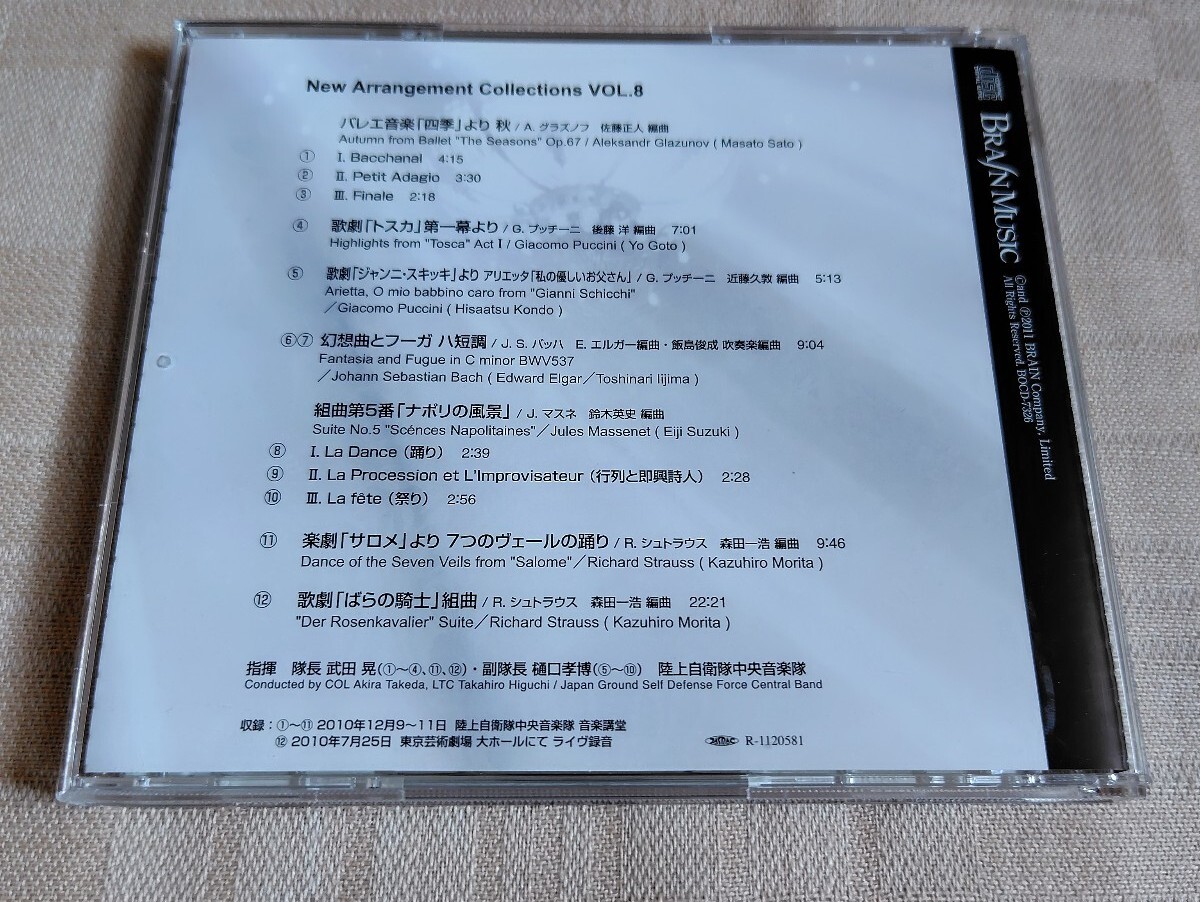 New Arrangement Collections VOL.8
バレエ音楽「四季」より 秋 / A. グラズノフ 佐藤正人 編曲
Autumn from Ballet "The Seasons" Op.67 / Aleksandr Glazunov ( Masato Sato )
① Ⅰ. Bacchanal 4:15
② Ⅱ. Petit Adagio 3:30
③ Ⅲ. Finale 2:18
④ 歌劇「トスカ」第一幕より / G. プッチーニ 後藤 洋 編曲 7:01
Highlights from "Tosca" Act Ⅰ / Giacomo Puccini ( Yo Goto )
⑤ 歌劇「ジャンニ・スキッキ」より アリエッタ「私の優しいお父さん」 / G. プッチーニ 近藤久敦 編曲 5:13
Arietta, O mio babbino caro from "Gianni Schicchi"
／Giacomo Puccini ( Hisaatsu Kondo )
⑥⑦ 幻想曲とフーガ ハ短調 / J. S. バッハ E. エルガー編曲・飯島俊成 吹奏楽編曲 9:04
Fantasia and Fugue in C minor BWV537
／Johann Sebastian Bach ( Edward Elgar／Toshinari Iijima )
組曲第5番「ナポリの風景」 / J. マスネ 鈴木英史 編曲
Suite No.5 "Scénces Napolitaines"／Jules Massenet ( Eiji Suzuki )
⑧ Ⅰ. La Dance（踊り） 2:39
⑨ Ⅱ. La Procession et L'Improvisateur（行列と即興詩人） 2:28
⑩ Ⅲ. La fête（祭り） 2:56
⑪ 楽劇「サロメ」より 7つのヴェールの踊り / R. シュトラウス 森田一浩 編曲 9:46
Dance of the Seven Veils from "Salome"／Richard Strauss ( Kazuhiro Morita )
⑫ 歌劇「ばらの騎士」組曲 / R. シュトラウス 森田一浩 編曲 22:21
"Der Rosenkavalier" Suite／Richard Strauss ( Kazuhiro Morita )
指揮 隊長 武田 晃(①～④、⑪、⑫)・副隊長 樋口孝博(⑤～⑩) 陸上自衛隊中央音楽隊
Conducted by COL Akira Takeda, LTC Takahiro Higuchi / Japan Ground Self Defense Force Central Band
収録：①～⑪ 2010年12月9～11日 陸上自衛隊中央音楽隊 音楽講堂
⑫ 2010年7月25日 東京芸術劇場 大ホールにて ライヴ録音
R-1120581
COMPACT disc DIGITAL AUDIO
BRAIN MUSIC
©and ℗2011 BRAIN Company, Limited
All Rights Reserved. BOCD-7326